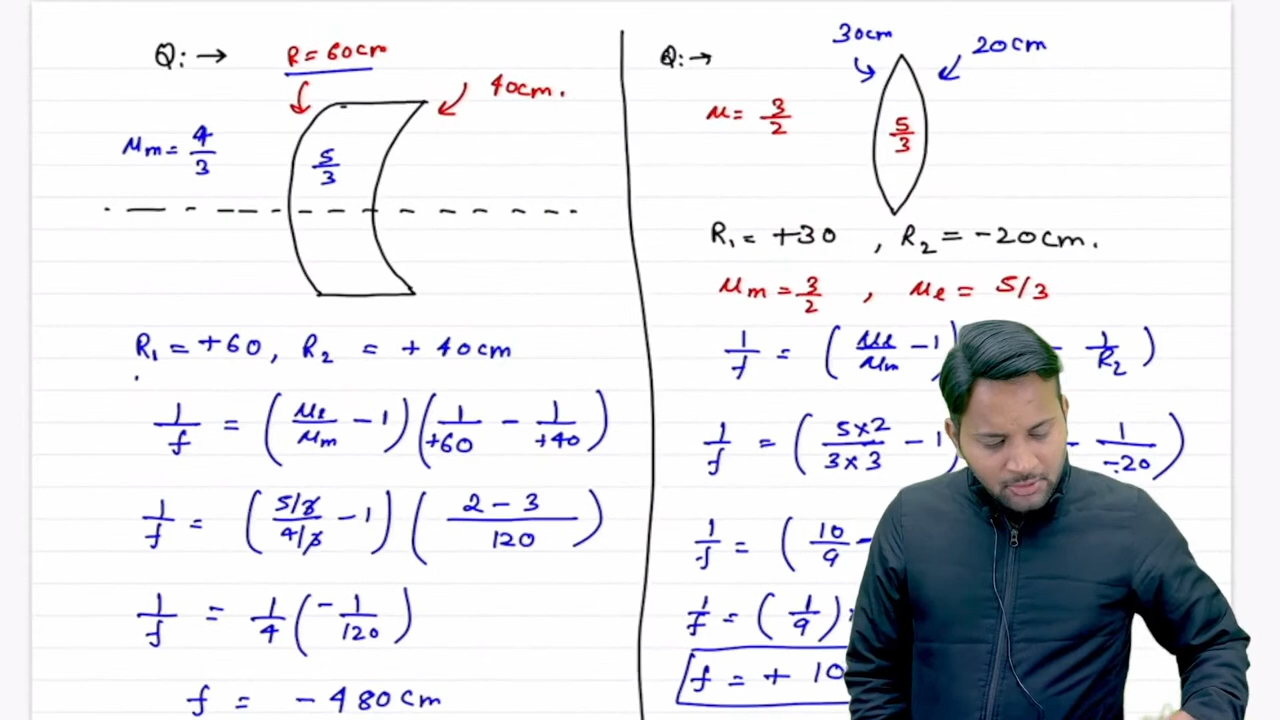 Q: → R = 60cm
40cm.
μm = 4/3
5/3
R₁ = +60, R₂ = + 40cm
1/f = (μℓ/μm - 1)(1/+60 - 1/+40)
1/f = (5/3/4/3 - 1)(2 - 3/120)
1/f = 1/4(-1/120)
f = - 480cm
Q: → 30cm
20cm
μ = 3/2
5/3
R₁ = +30, R₂ = -20cm.
μm = 3/2, μℓ = 5/3
1/f = (μℓ/μm - 1) - 1/R₂)
1/f = (5×2/3×3 - 1) - 1/-20)
1/f = (10/9 -
1/f = (1/9)
f = + 10